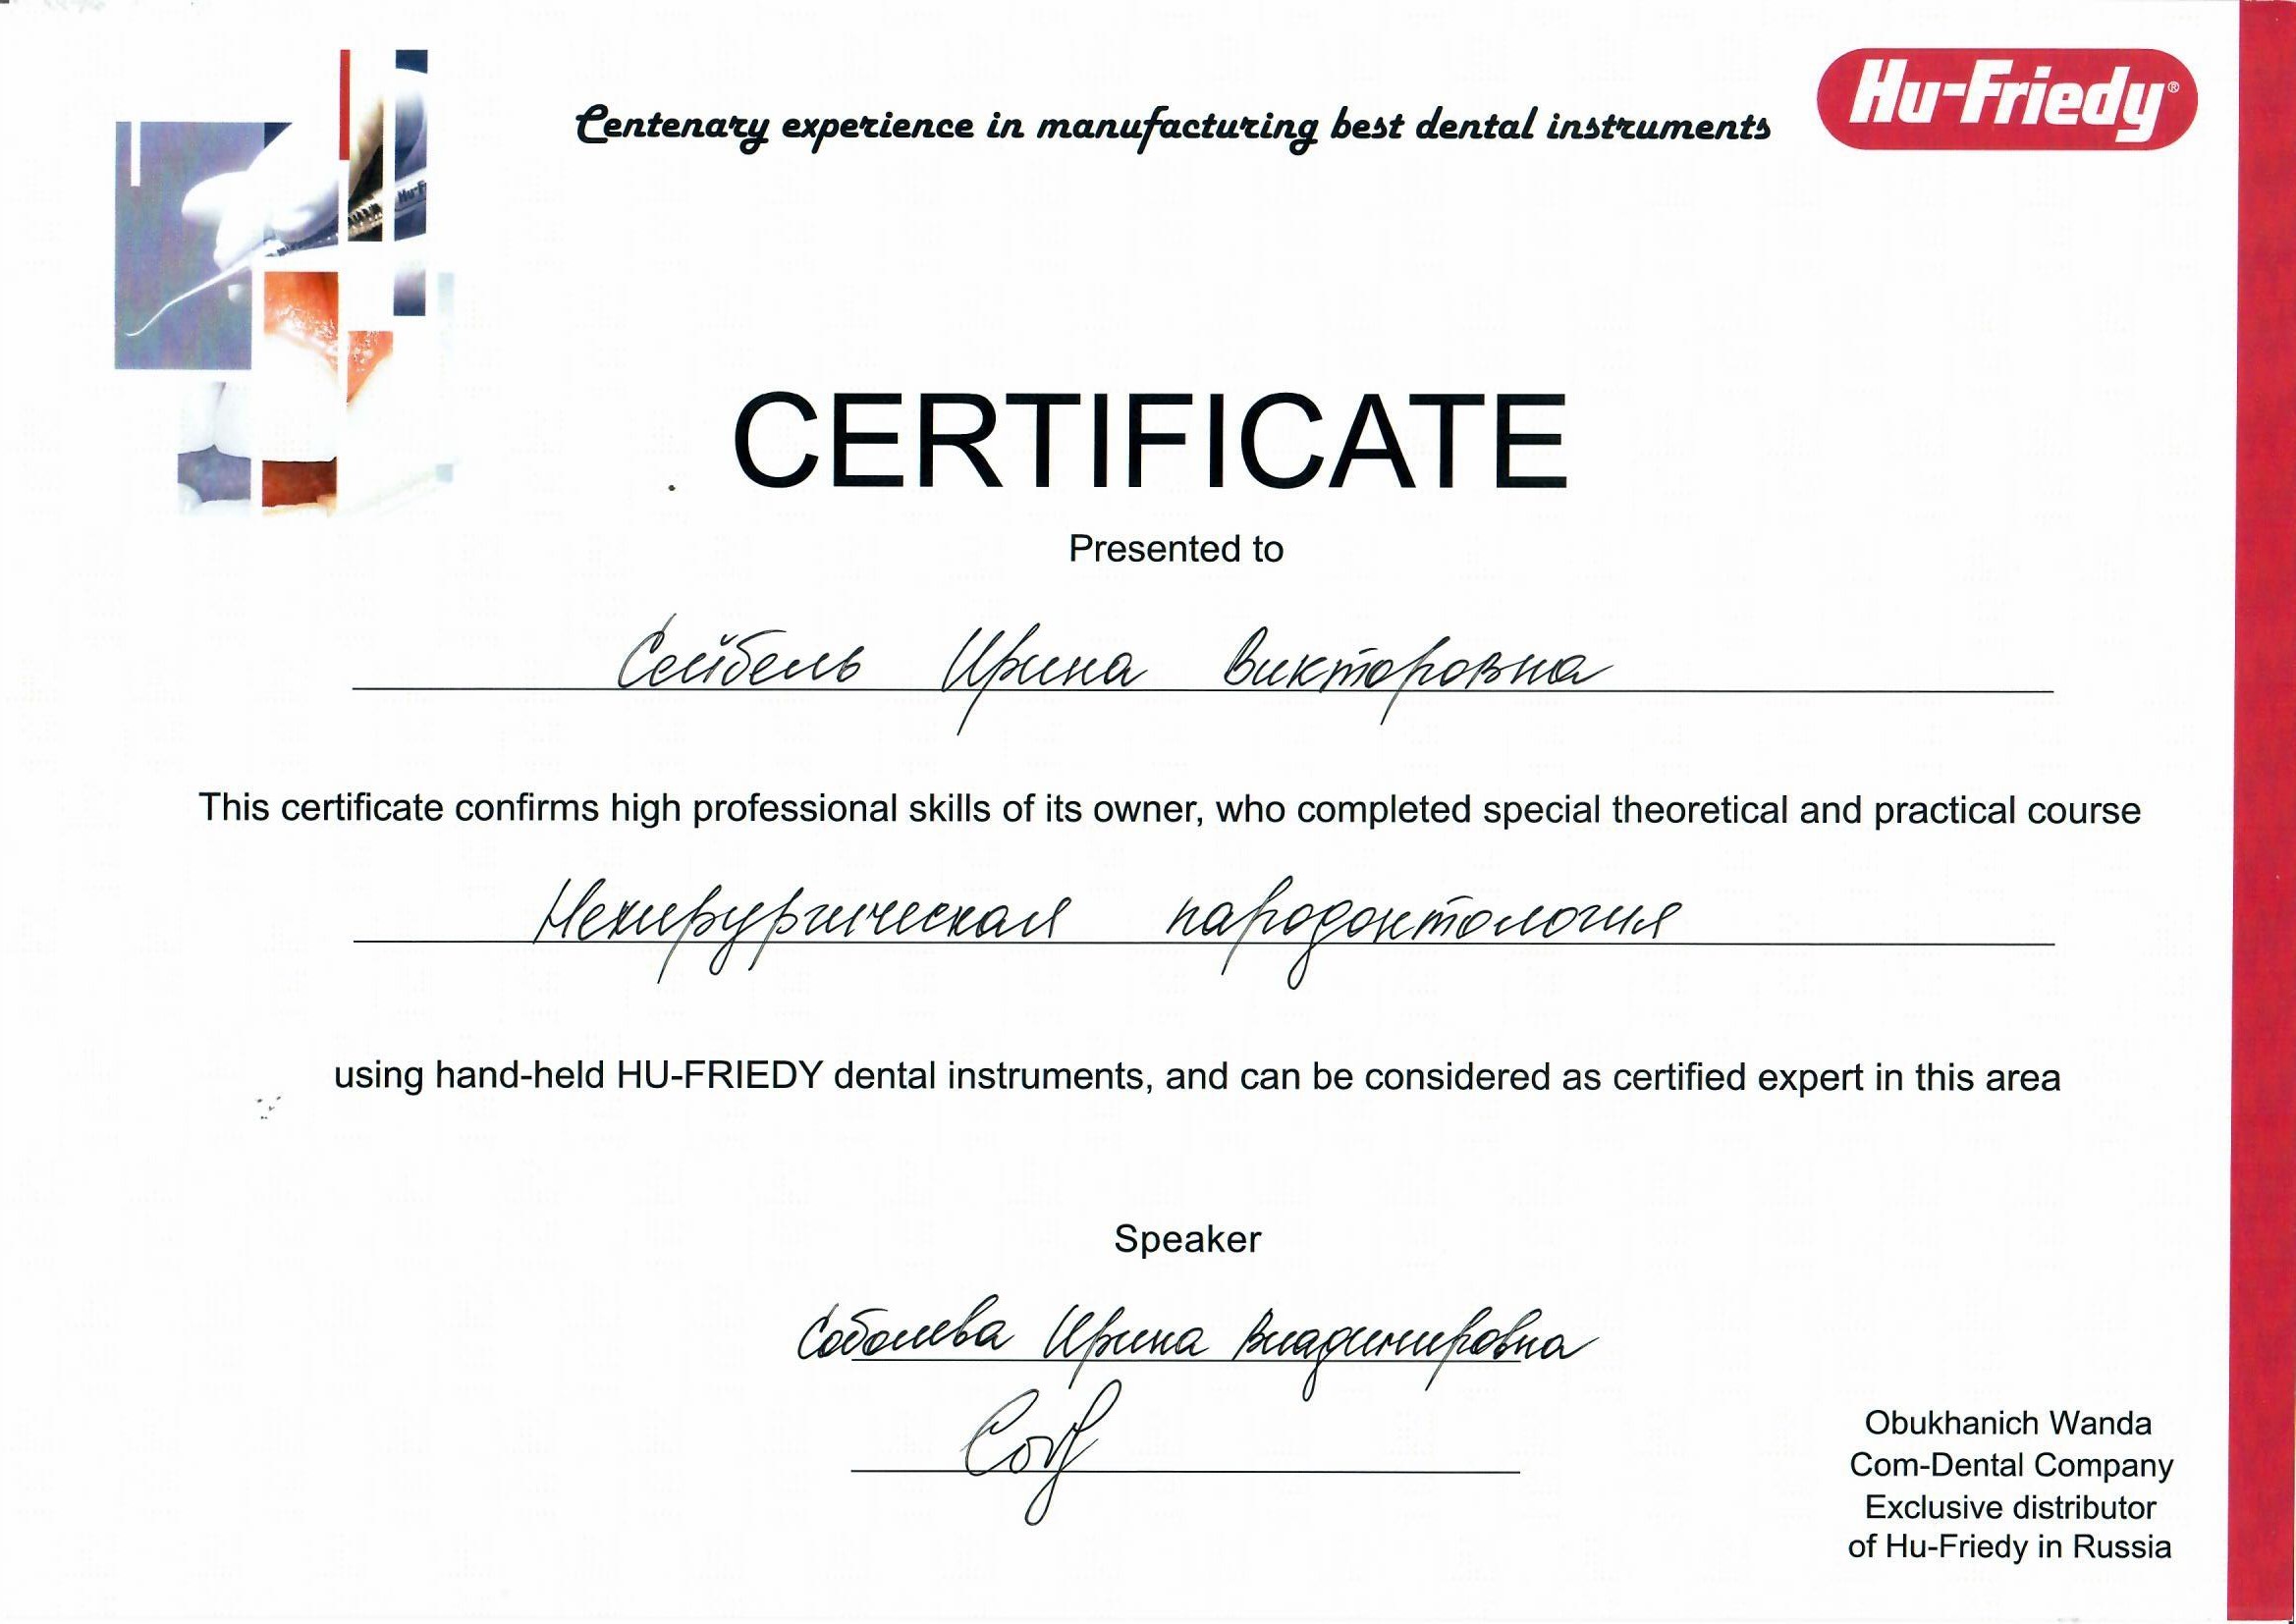 Centenary experience in manufacturing best dental instruments
Hu-Friedy®
CERTIFICATE
Presented to
Сейбель Ирина Викторовна
This certificate confirms high professional skills of its owner, who completed special theoretical and practical course
Нехирургическая пародонтология
using hand-held HU-FRIEDY dental instruments, and can be considered as certified expert in this area
Speaker
Соболева Ирина Владимировна
Obukhanich Wanda
Com-Dental Company
Exclusive distributor
of Hu-Friedy in Russia